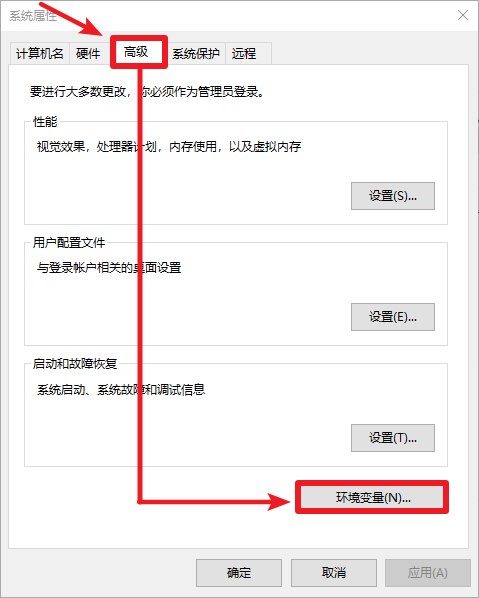 系统属性
计算机名 硬件 高级 系统保护 远程
要进行大多数更改，你必须作为管理员登录。
性能
视觉效果，处理器计划，内存使用，以及虚拟内存
设置(S)...
用户配置文件
与登录帐户相关的桌面设置
设置(E)...
启动和故障恢复
系统启动、系统故障和调试信息
设置(T)...
环境变量(N)...
确定 取消 应用(A)